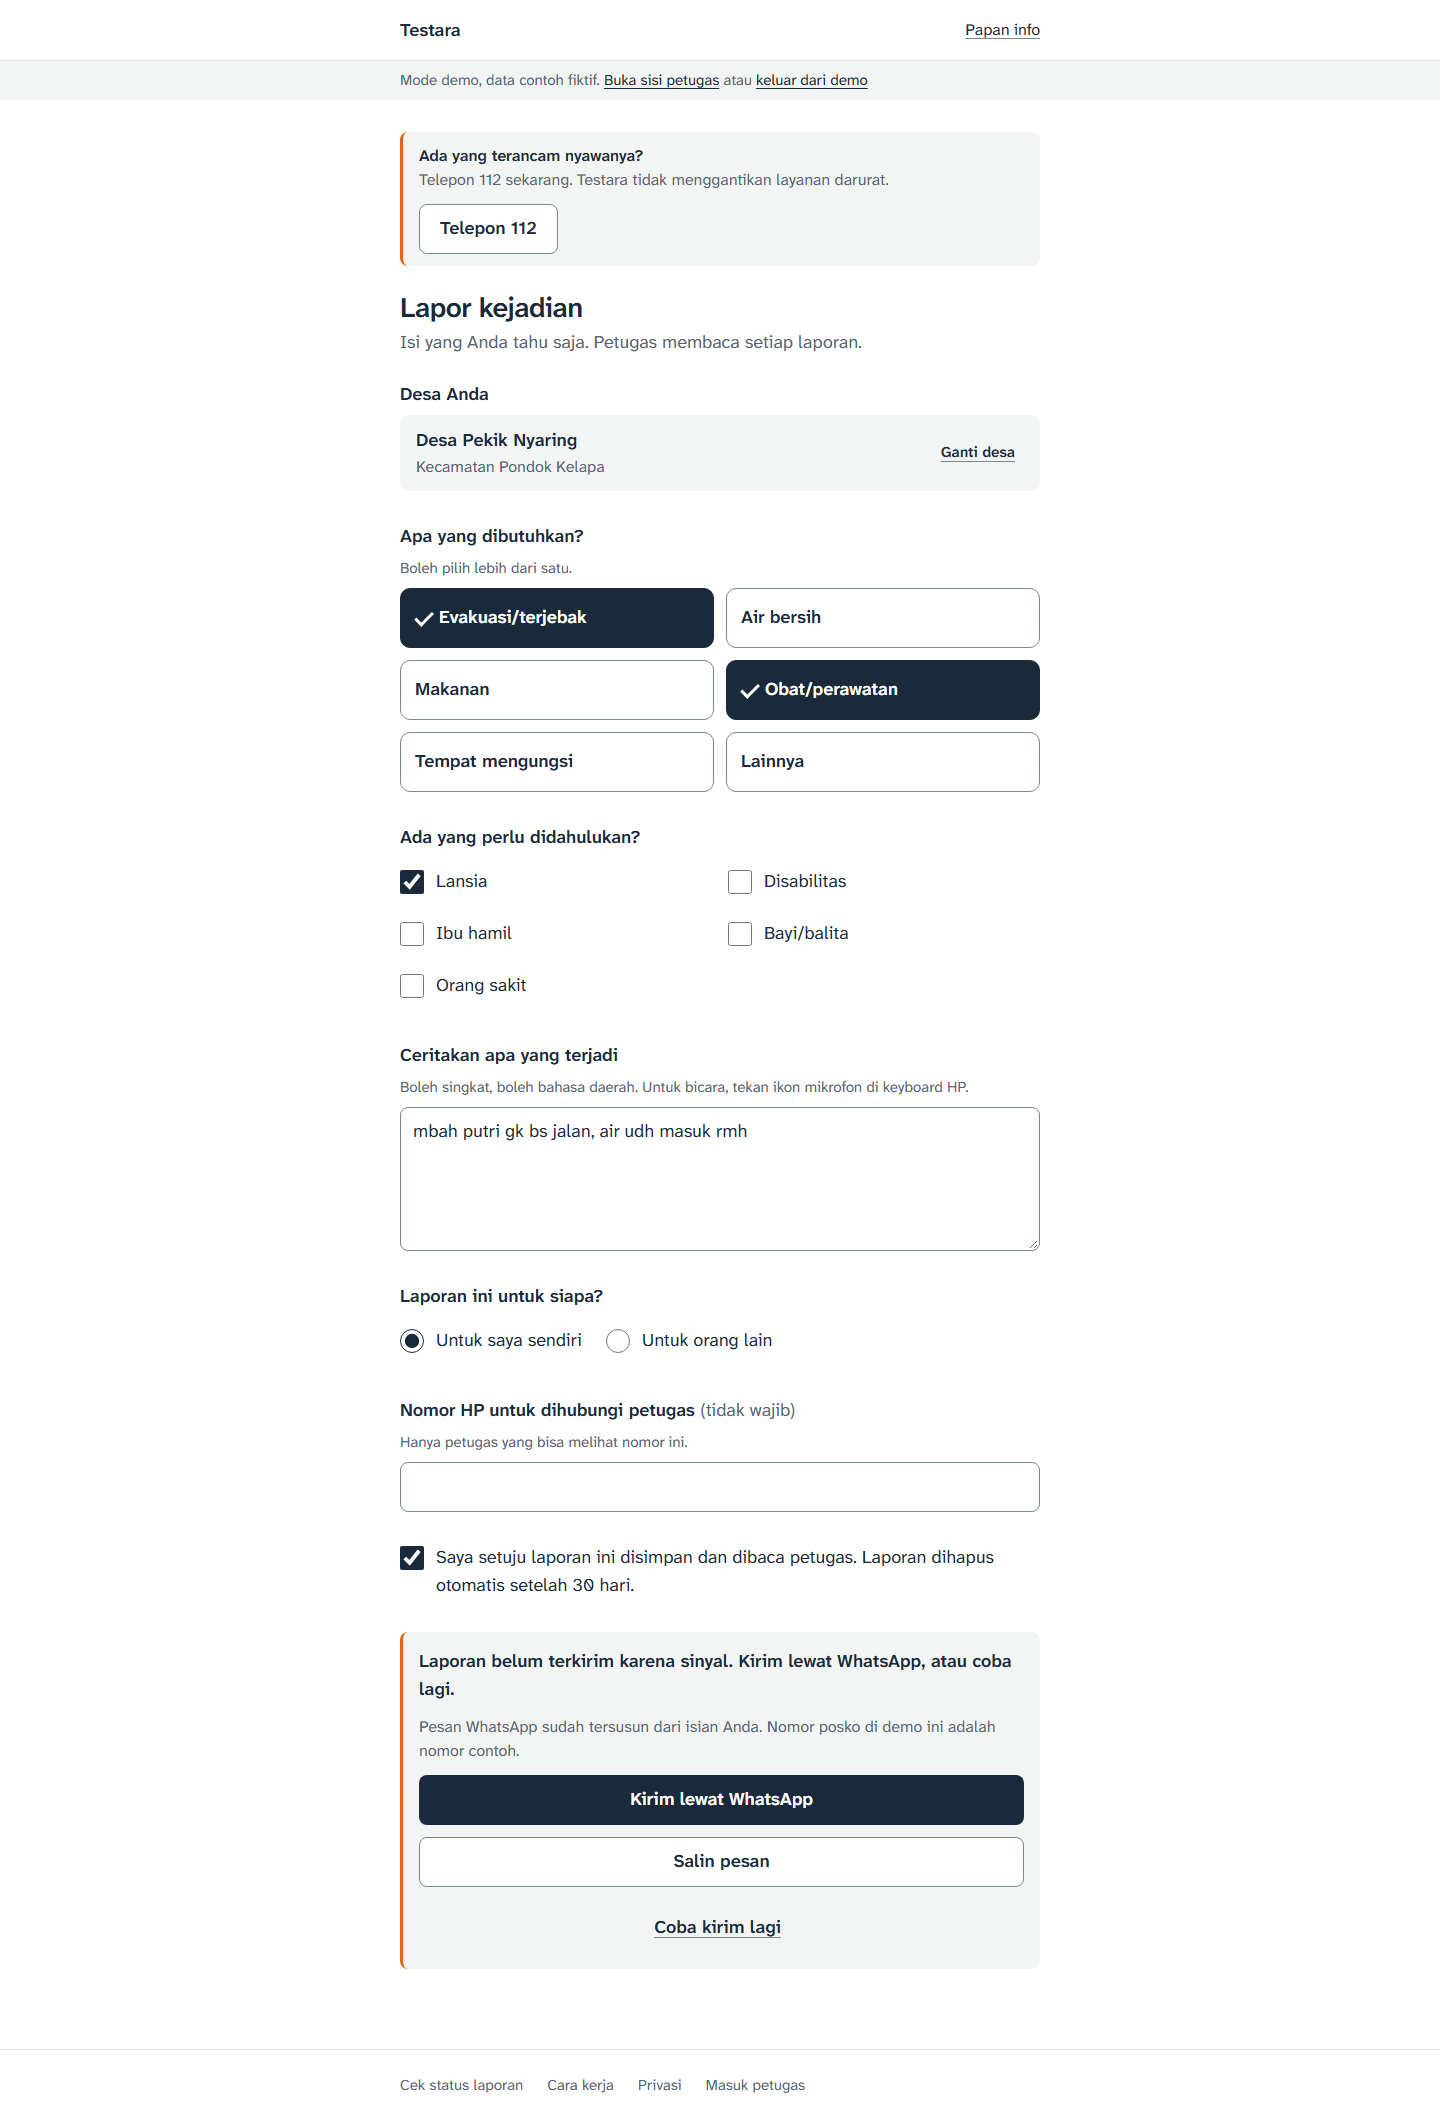 Testara
Papan info
Mode demo, data contoh fiktif. Buka sisi petugas atau keluar dari demo
Ada yang terancam nyawanya?
Telepon 112 sekarang. Testara tidak menggantikan layanan darurat.
Telepon 112
Lapor kejadian
Isi yang Anda tahu saja. Petugas membaca setiap laporan.
Desa Anda
Desa Pekik Nyaring
Kecamatan Pondok Kelapa
Ganti desa
Apa yang dibutuhkan?
Boleh pilih lebih dari satu.
Evakuasi/terjebak
Air bersih
Makanan
Obat/perawatan
Tempat mengungsi
Lainnya
Ada yang perlu didahulukan?
Lansia
Disabilitas
Ibu hamil
Bayi/balita
Orang sakit
Ceritakan apa yang terjadi
Boleh singkat, boleh bahasa daerah. Untuk bicara, tekan ikon mikrofon di keyboard HP.
mbah putri gk bs jalan, air udh masuk rmh
Laporan ini untuk siapa?
Untuk saya sendiri
Untuk orang lain
Nomor HP untuk dihubungi petugas (tidak wajib)
Hanya petugas yang bisa melihat nomor ini.
Saya setuju laporan ini disimpan dan dibaca petugas. Laporan dihapus
otomatis setelah 30 hari.
Laporan belum terkirim karena sinyal. Kirim lewat WhatsApp, atau coba
lagi.
Pesan WhatsApp sudah tersusun dari isian Anda. Nomor posko di demo ini adalah
nomor contoh.
Kirim lewat WhatsApp
Salin pesan
Coba kirim lagi
Cek status laporan
Cara kerja
Privasi
Masuk petugas